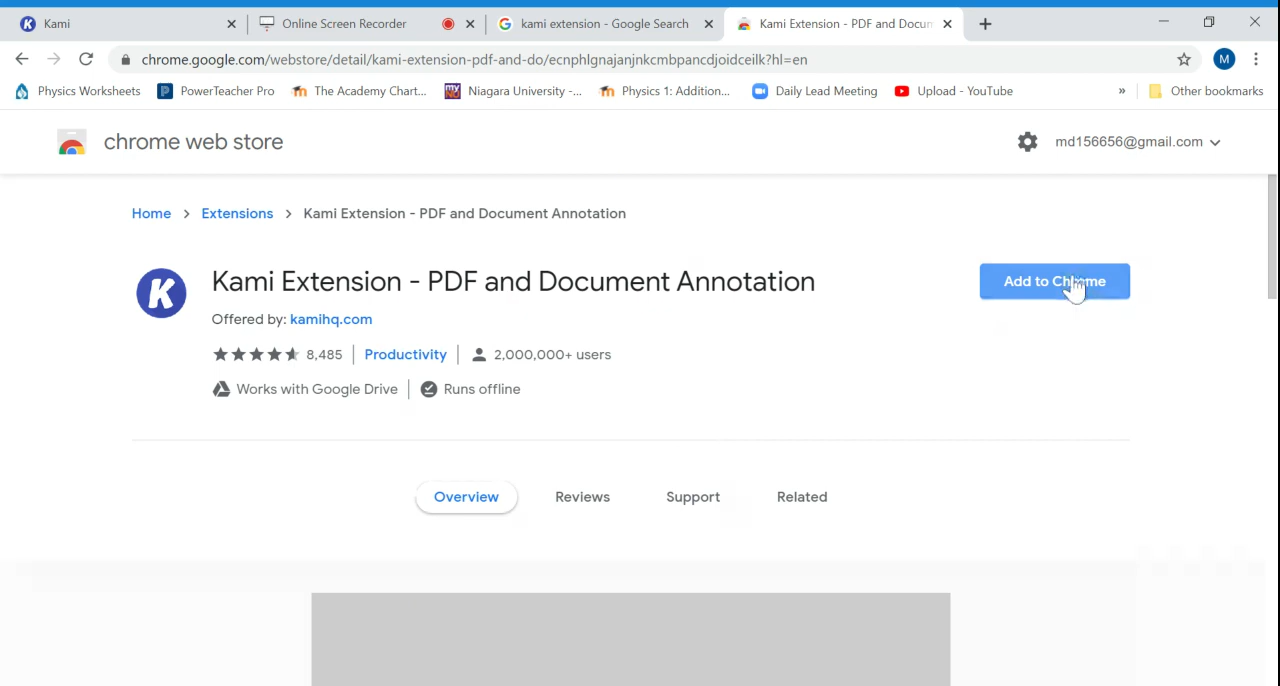 Kami
Online Screen Recorder
kami extension - Google Search
Kami Extension - PDF and Docum
chrome.google.com/webstore/detail/kami-extension-pdf-and-do/ecnphlgnajanjnkcmbpancdjoidceilk?hl=en
M
Physics Worksheets
PowerTeacher Pro
The Academy Chart...
Niagara University -...
Physics 1: Addition...
Daily Lead Meeting
Upload - YouTube
»
Other bookmarks
chrome web store
md156656@gmail.com
Home > Extensions > Kami Extension - PDF and Document Annotation
K
Kami Extension - PDF and Document Annotation
Add to Chrome
Offered by: kamihq.com
8,485
Productivity
2,000,000+ users
Works with Google Drive
Runs offline
Overview
Reviews
Support
Related